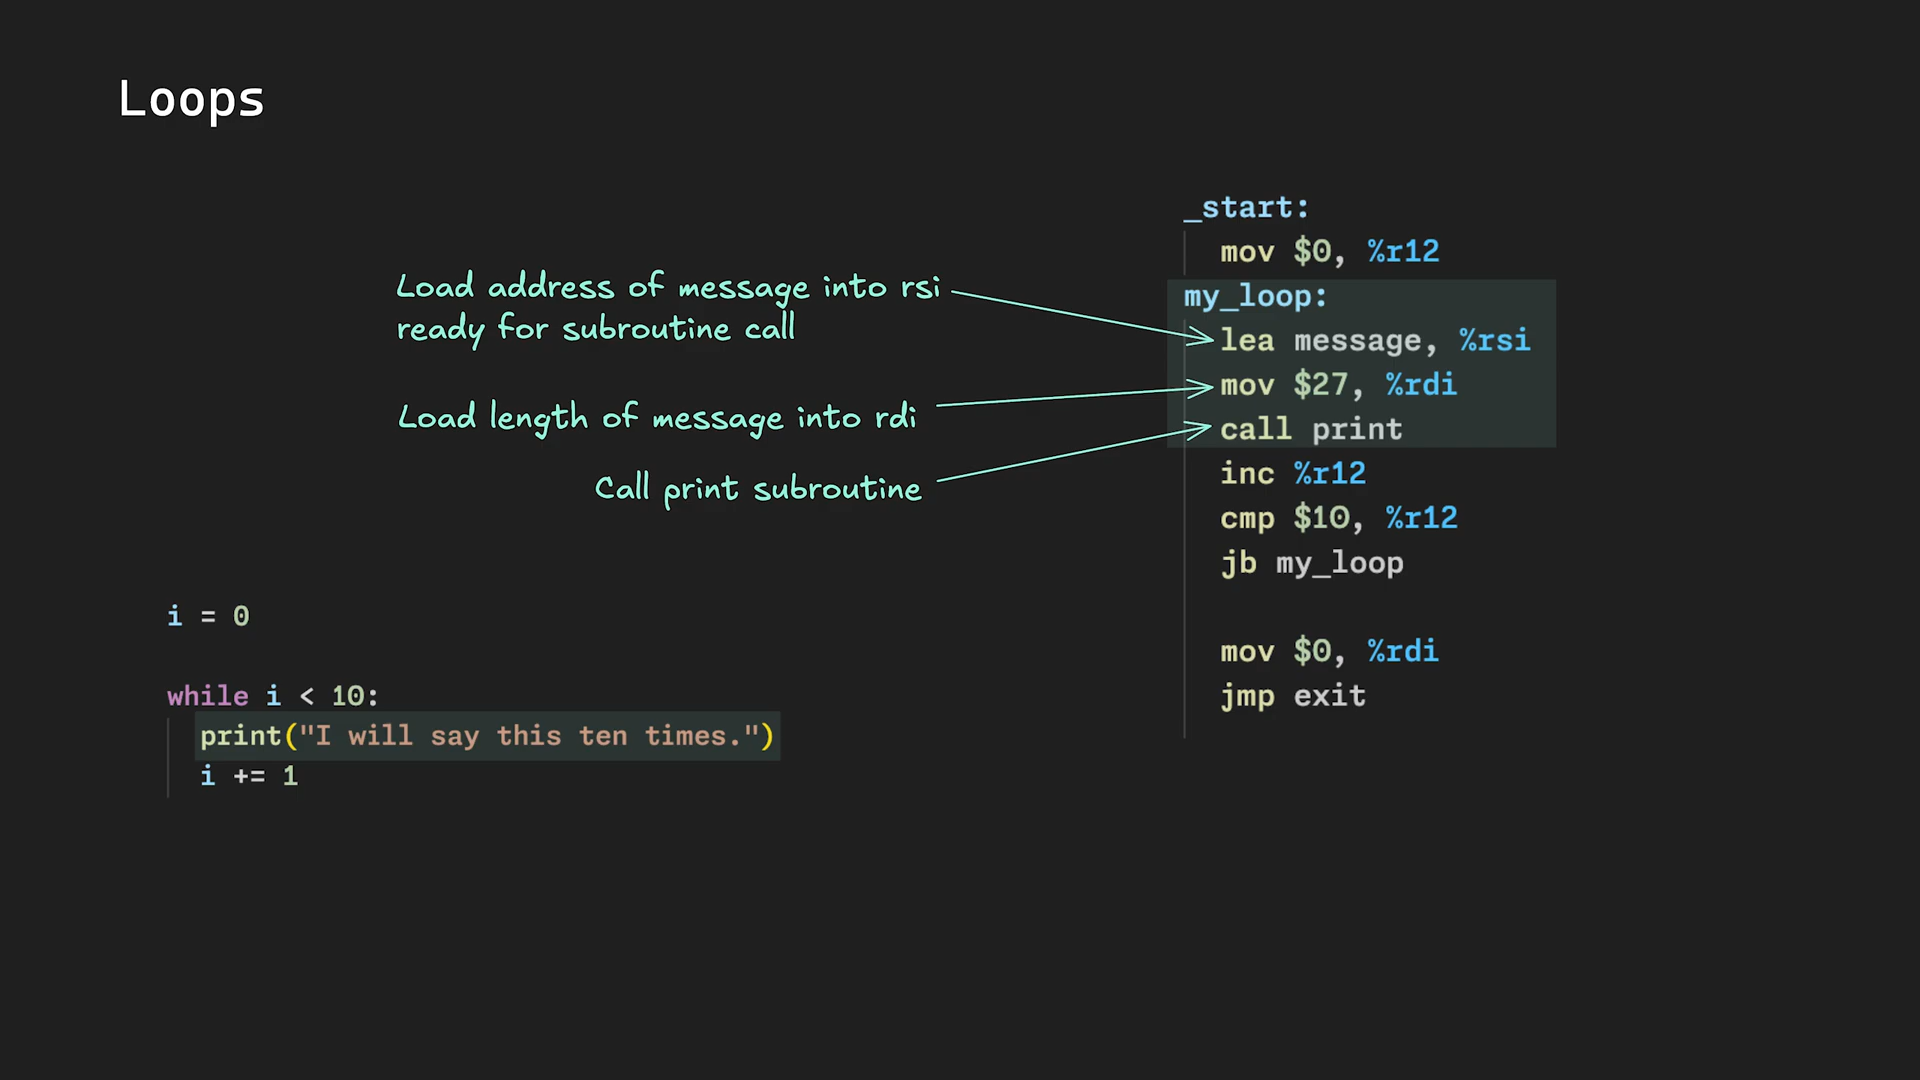 Loops
Load address of message into rsi
ready for subroutine call
Load length of message into rdi
Call print subroutine
i = 0
while i < 10:
print("I will say this ten times.")
i += 1
_start:
mov $0, %r12
my_loop:
lea message, %rsi
mov $27, %rdi
call print
inc %r12
cmp $10, %r12
jb my_loop
mov $0, %rdi
jmp exit